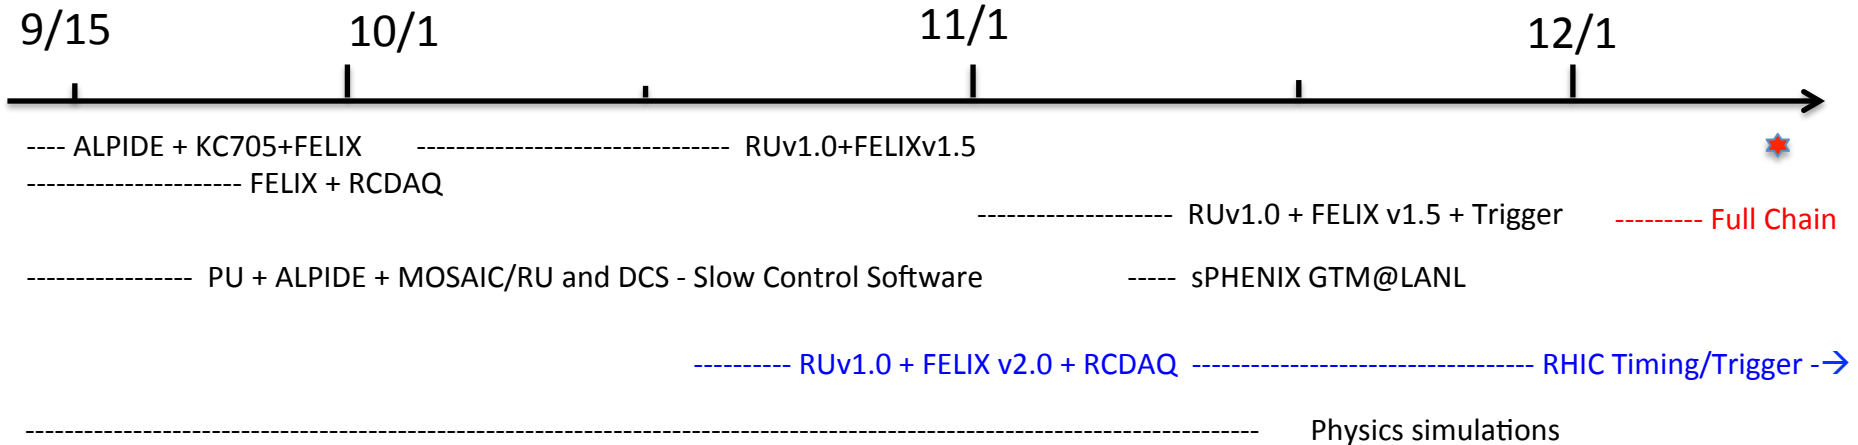 9/15 10/1 11/1 12/1
---- ALPIDE + KC705+FELIX -------------------------------- RUv1.0+FELIXv1.5
---------------------- FELIX + RCDAQ
-------------------- RUv1.0 + FELIX v1.5 + Trigger --------- Full Chain
----------------- PU + ALPIDE + MOSAIC/RU and DCS - Slow Control Software ----- sPHENIX GTM@LANL
---------- RUv1.0 + FELIX v2.0 + RCDAQ ----------------------------------- RHIC Timing/Trigger -→
------------------------------------------------------------------------------------------------------------------------------ Physics simulations